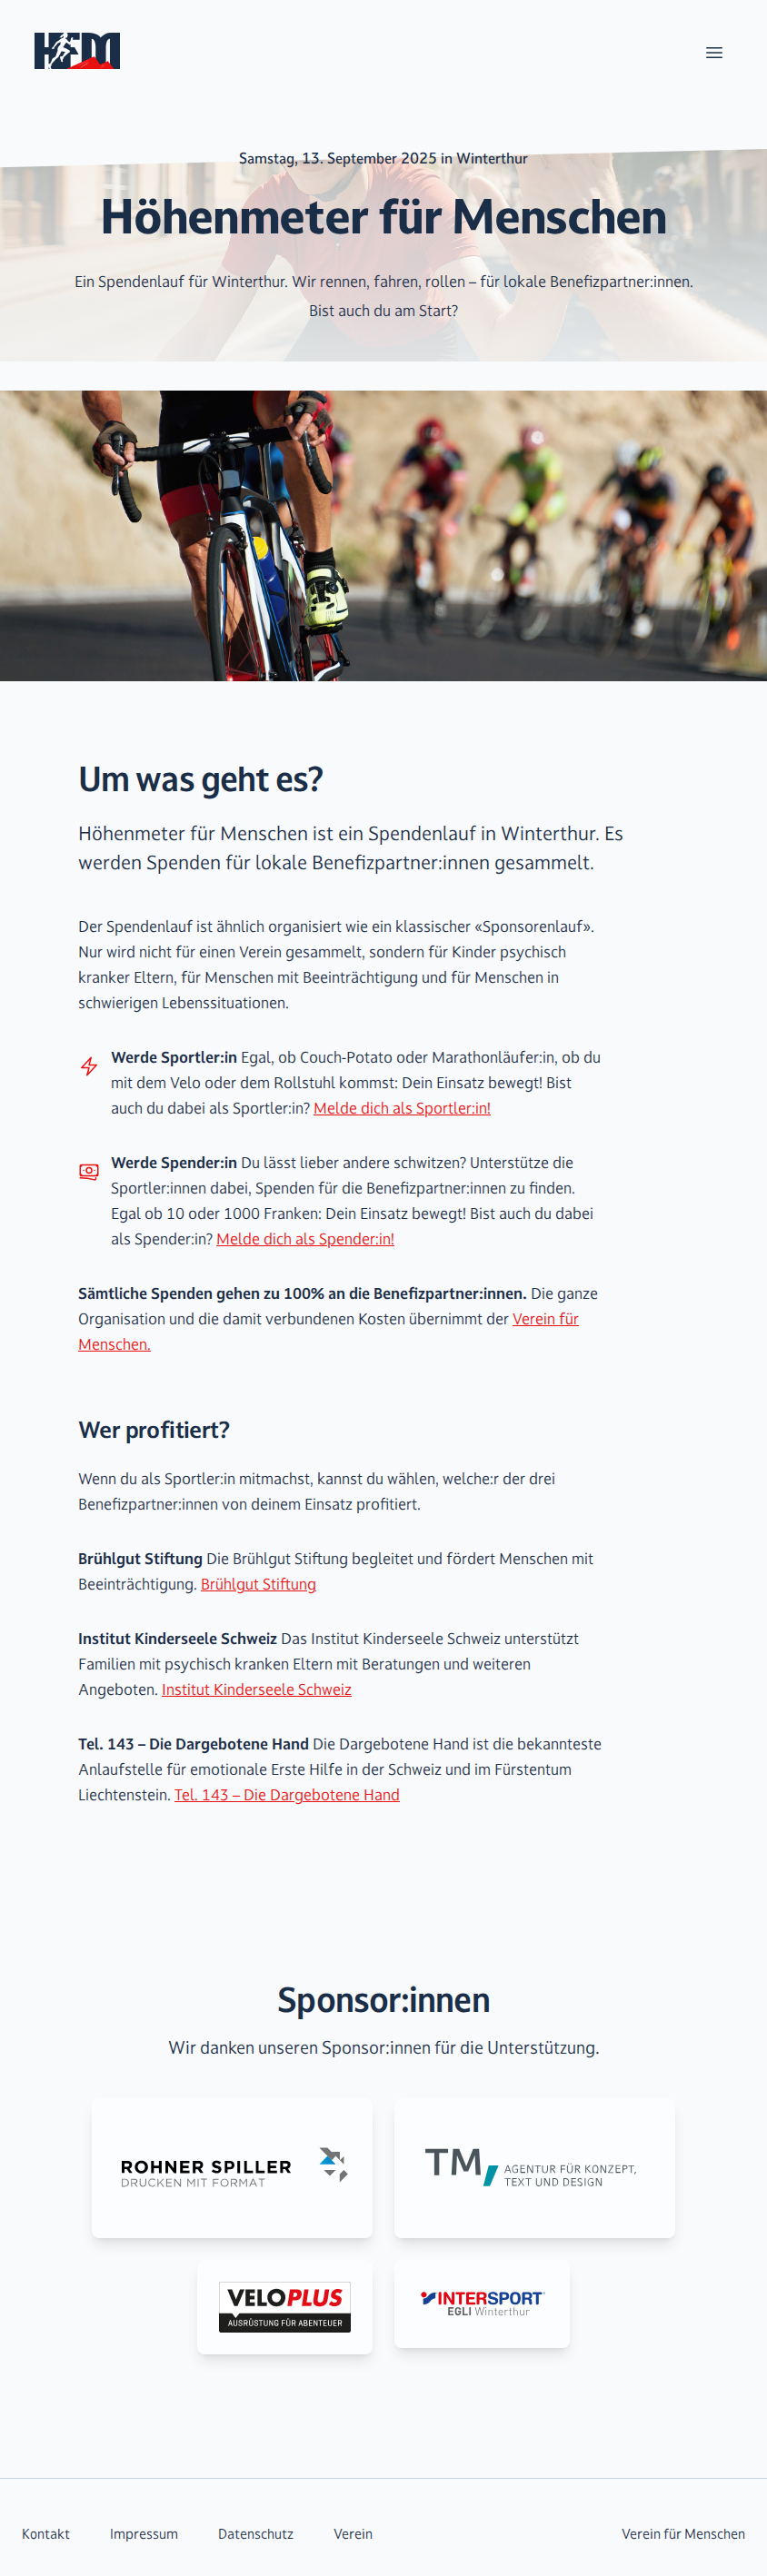 HFM
Samstag, 13. September 2025 in Winterthur
Höhenmeter für Menschen
Ein Spendenlauf für Winterthur. Wir rennen, fahren, rollen – für lokale Benefizpartner:innen.
Bist auch du am Start?
Um was geht es?
Höhenmeter für Menschen ist ein Spendenlauf in Winterthur. Es
werden Spenden für lokale Benefizpartner:innen gesammelt.
Der Spendenlauf ist ähnlich organisiert wie ein klassischer «Sponsorenlauf».
Nur wird nicht für einen Verein gesammelt, sondern für Kinder psychisch
kranker Eltern, für Menschen mit Beeinträchtigung und für Menschen in
schwierigen Lebenssituationen.
Werde Sportler:in Egal, ob Couch-Potato oder Marathonläufer:in, ob du
mit dem Velo oder dem Rollstuhl kommst: Dein Einsatz bewegt! Bist
auch du dabei als Sportler:in? Melde dich als Sportler:in!
Werde Spender:in Du lässt lieber andere schwitzen? Unterstütze die
Sportler:innen dabei, Spenden für die Benefizpartner:innen zu finden.
Egal ob 10 oder 1000 Franken: Dein Einsatz bewegt! Bist auch du dabei
als Spender:in? Melde dich als Spender:in!
Sämtliche Spenden gehen zu 100% an die Benefizpartner:innen. Die ganze
Organisation und die damit verbundenen Kosten übernimmt der Verein für
Menschen.
Wer profitiert?
Wenn du als Sportler:in mitmachst, kannst du wählen, welche:r der drei
Benefizpartner:innen von deinem Einsatz profitiert.
Brühlgut Stiftung Die Brühlgut Stiftung begleitet und fördert Menschen mit
Beeinträchtigung. Brühlgut Stiftung
Institut Kinderseele Schweiz Das Institut Kinderseele Schweiz unterstützt
Familien mit psychisch kranken Eltern mit Beratungen und weiteren
Angeboten. Institut Kinderseele Schweiz
Tel. 143 – Die Dargebotene Hand Die Dargebotene Hand ist die bekannteste
Anlaufstelle für emotionale Erste Hilfe in der Schweiz und im Fürstentum
Liechtenstein. Tel. 143 – Die Dargebotene Hand
Sponsor:innen
Wir danken unseren Sponsor:innen für die Unterstützung.
ROHNER SPILLER
DRUCKEN MIT FORMAT
TM, AGENTUR FÜR KONZEPT,
TEXT UND DESIGN
VELOPLUS
AUSRÜSTUNG FÜR ABENTEUER
INTERSPORT
EGLI Winterthur
Kontakt Impressum Datenschutz Verein Verein für Menschen